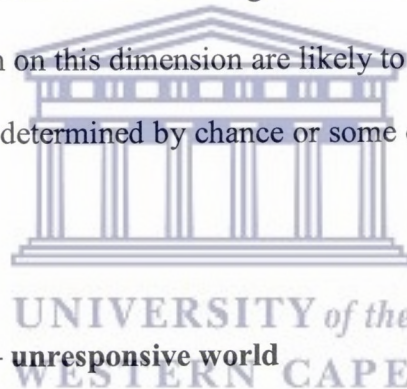 n on this dimension are likely to
determined by chance or some
UNIVERSITY of the
- unresponsive world
WESTERN CAPE